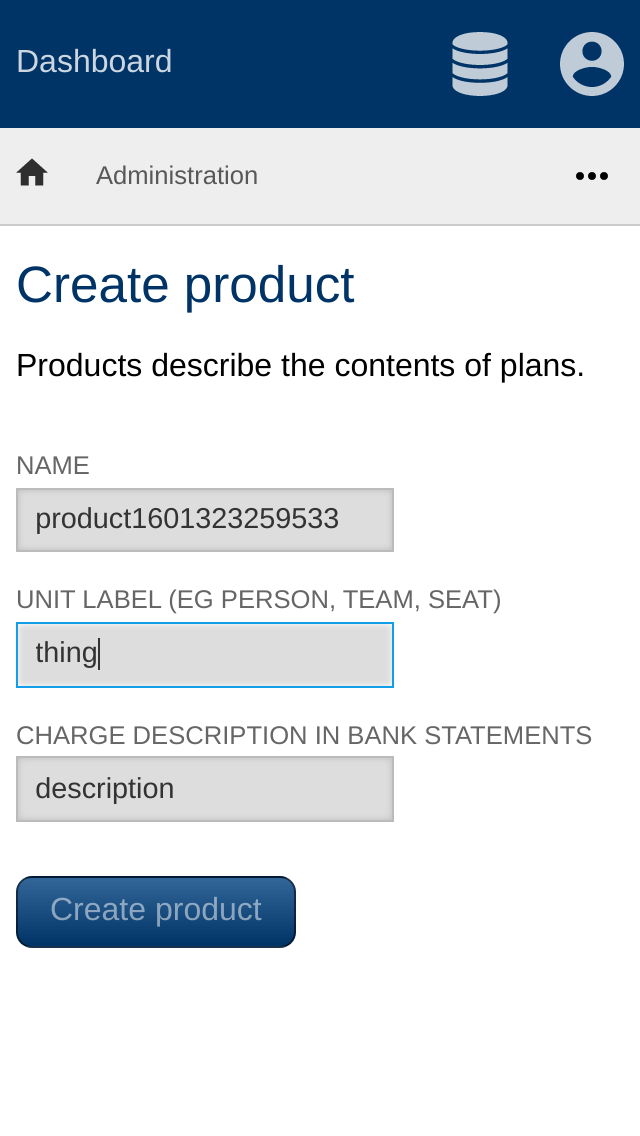 Dashboard
Administration
Create product
Products describe the contents of plans.
NAME
product1601323259533
UNIT LABEL (EG PERSON, TEAM, SEAT)
thing
CHARGE DESCRIPTION IN BANK STATEMENTS
description
Create product